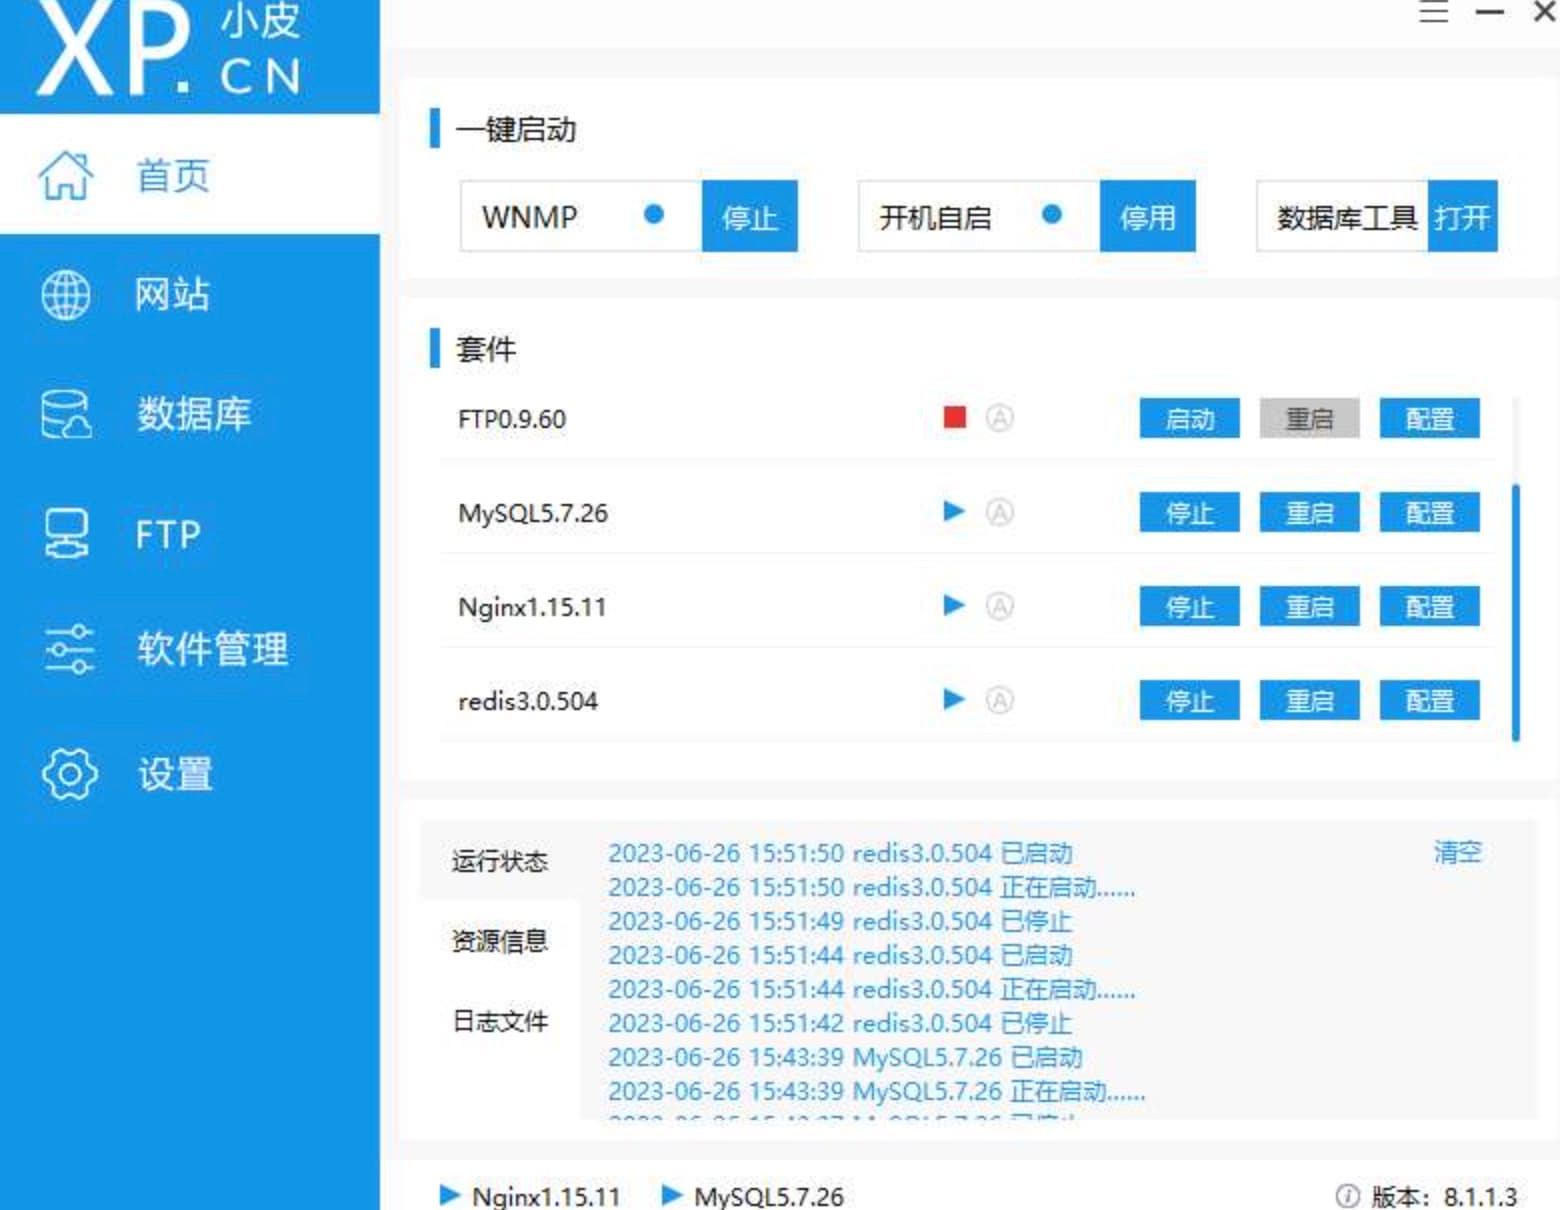 XP.小皮
CN
首页
网站
数据库
FTP
软件管理
设置
一键启动
WNMP 停止 开机自启 停用 数据库工具 打开
套件
FTP0.9.60 启动 重启 配置
MySQL5.7.26 停止 重启 配置
Nginx1.15.11 停止 重启 配置
redis3.0.504 停止 重启 配置
运行状态
资源信息
日志文件
2023-06-26 15:51:50 redis3.0.504 已启动
清空
2023-06-26 15:51:50 redis3.0.504 正在启动......
2023-06-26 15:51:49 redis3.0.504 已停止
2023-06-26 15:51:44 redis3.0.504 已启动
2023-06-26 15:51:44 redis3.0.504 正在启动......
2023-06-26 15:51:42 redis3.0.504 已停止
2023-06-26 15:43:39 MySQL5.7.26 已启动
2023-06-26 15:43:39 MySQL5.7.26 正在启动......
Nginx1.15.11 MySQL5.7.26 版本：8.1.1.3